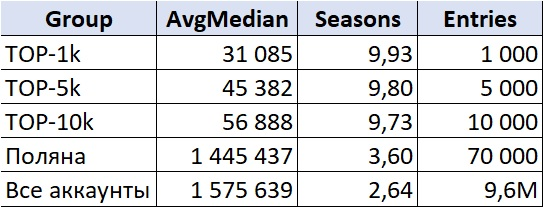 Group AvgMedian Seasons Entries
TOP-1k 31 085 9,93 1 000
TOP-5k 45 382 9,80 5 000
TOP-10k 56 888 9,73 10 000
Поляна 1 445 437 3,60 70 000
Все аккаунты 1 575 639 2,64 9,6M